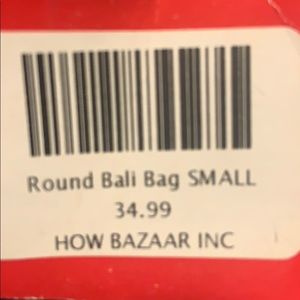 Round Bali Bag SMALL
34.99
HOW BAZAAR INC